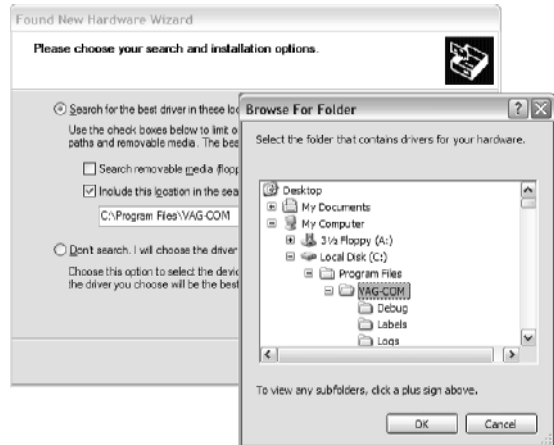 Found New Hardware Wizard
Please choose your search and installation options.
Search for the best driver in these
Use the check boxes below to limit
paths and removable media. The
Search removable media
Include this location in the
C:\Program Files\VAG-COM
Don't search. I will choose the driver
Choose this option to select the
the driver you choose will be the best
Browse For Folder
Select the folder that contains drivers for your hardware.
Desktop
My Documents
My Computer
3½ Floppy (A:)
Local Disk (C:)
Program Files
VAG-COM
Debug
Labels
Logs
To view any subfolders, click a plus sign above.
OK
Cancel